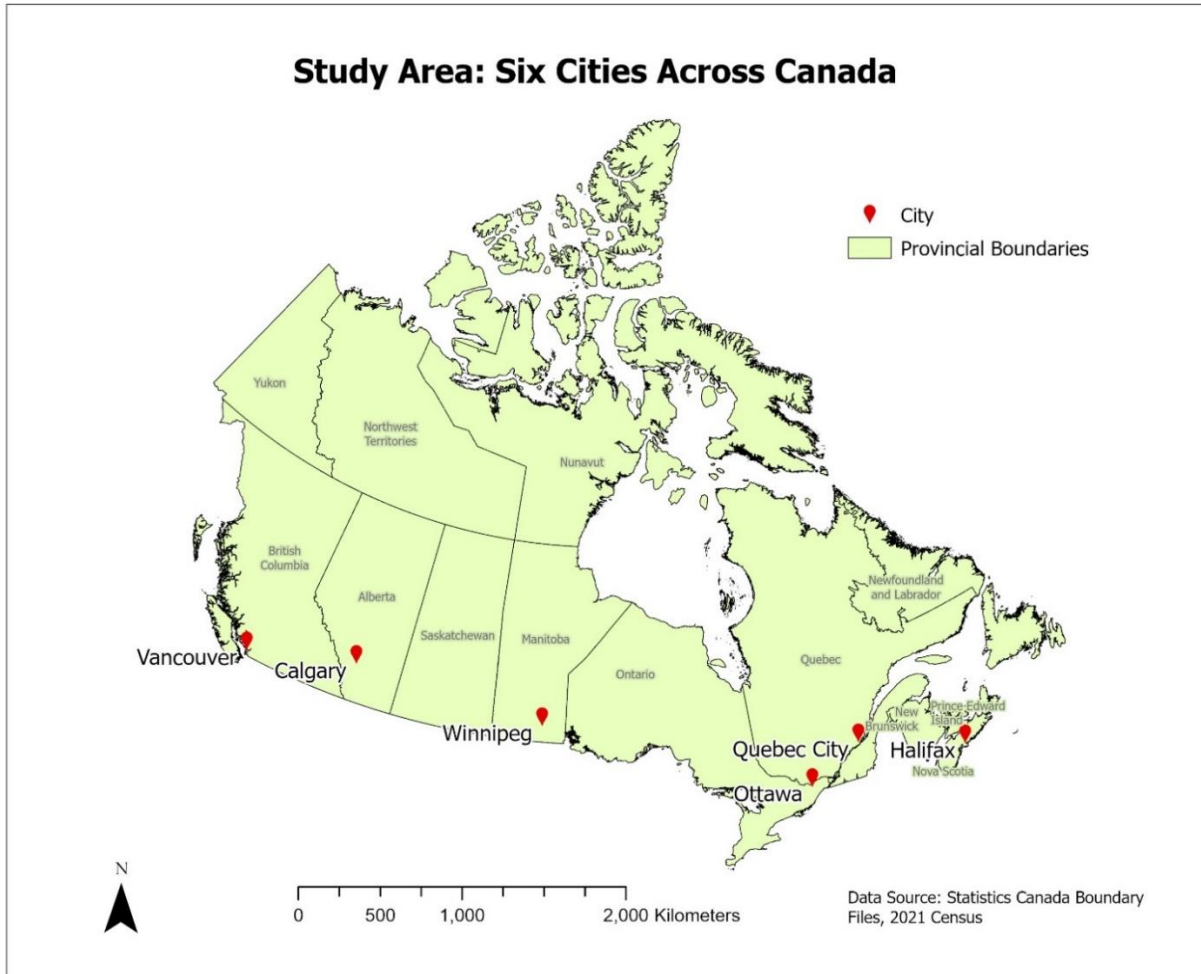 Study Area: Six Cities Across Canada
City
Provincial Boundaries
Yukon
Northwest
Territories
Nunavut
British
Columbia
Alberta
Saskatchewan
Manitoba
Ontario
Quebec
Newfoundland
and Labrador
New
Brunswick
Prince-Edward
Island
Nova Scotia
Vancouver
Calgary
Winnipeg
Quebec City
Ottawa
Halifax
N
0 500 1,000 2,000 Kilometers
Data Source: Statistics Canada Boundary
Files, 2021 Census